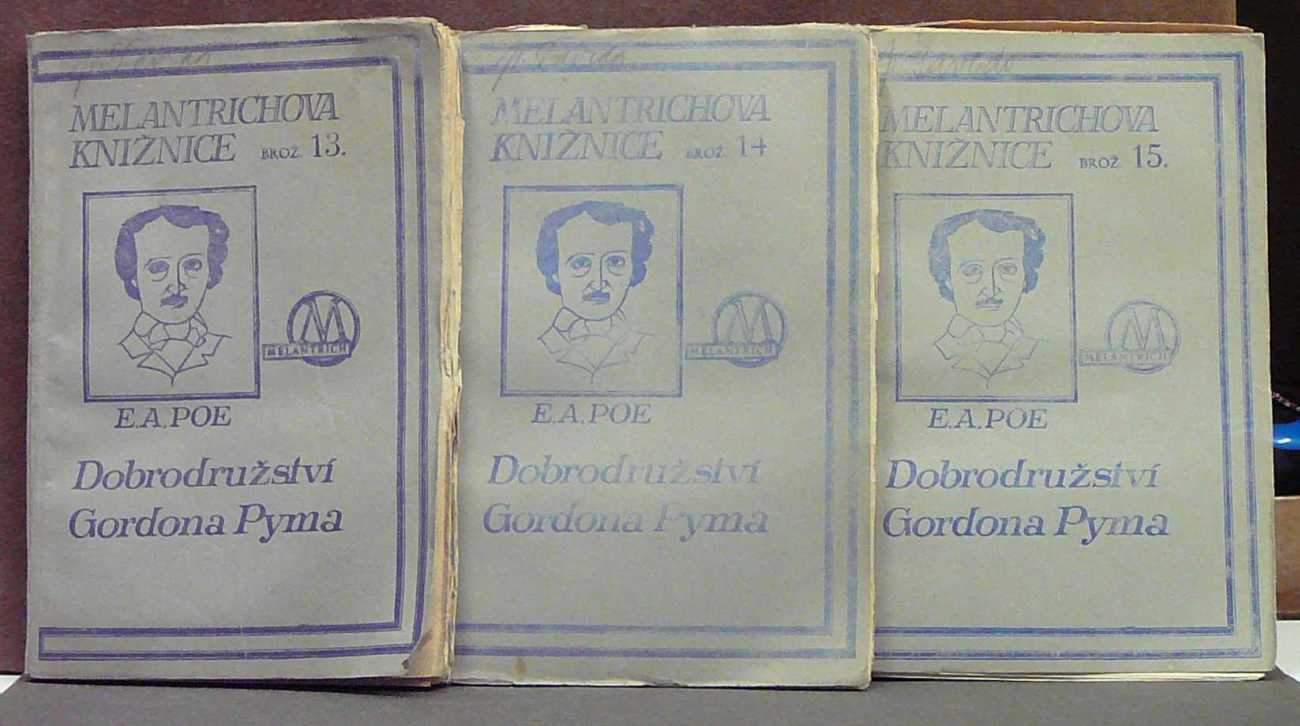 MELANTRICHOVA
KNIŽNICE BROŽ. 13.
MELANTRICH
E.A.POE
Dobrodružství
Gordona Pyma
MELANTRICHOVA
KNIŽNICE BROŽ. 14
MELANTRICH
E.A.POE
Dobrodružství
Gordona Pyma
MELANTRICHOVA
KNIŽNICE BROŽ 15.
MELANTRICH
E.A.POE
Dobrodružství
Gordona Pyma